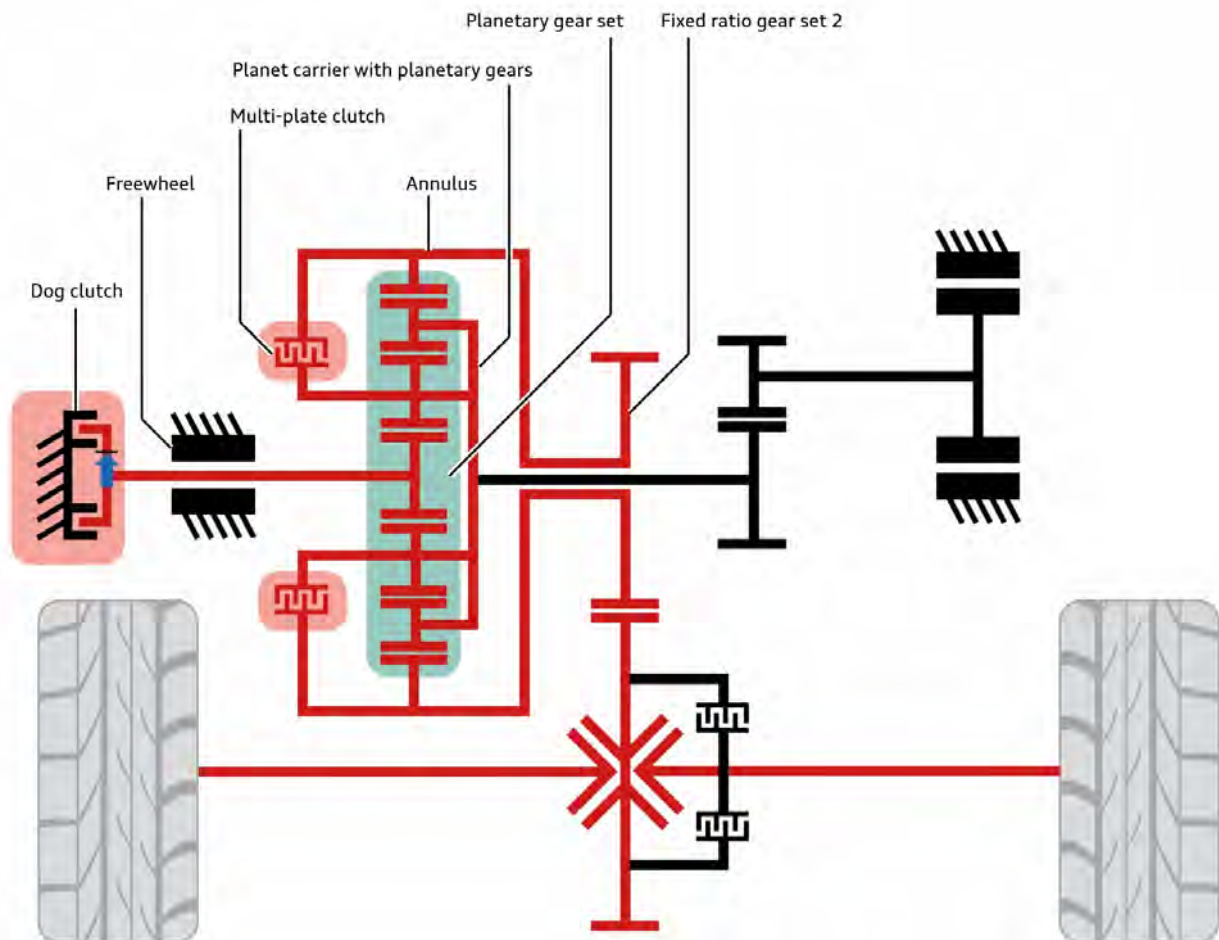 Planetary gear set
Fixed ratio gear set 2
Planet carrier with planetary gears
Multi-plate clutch
Freewheel
Annulus
Dog clutch